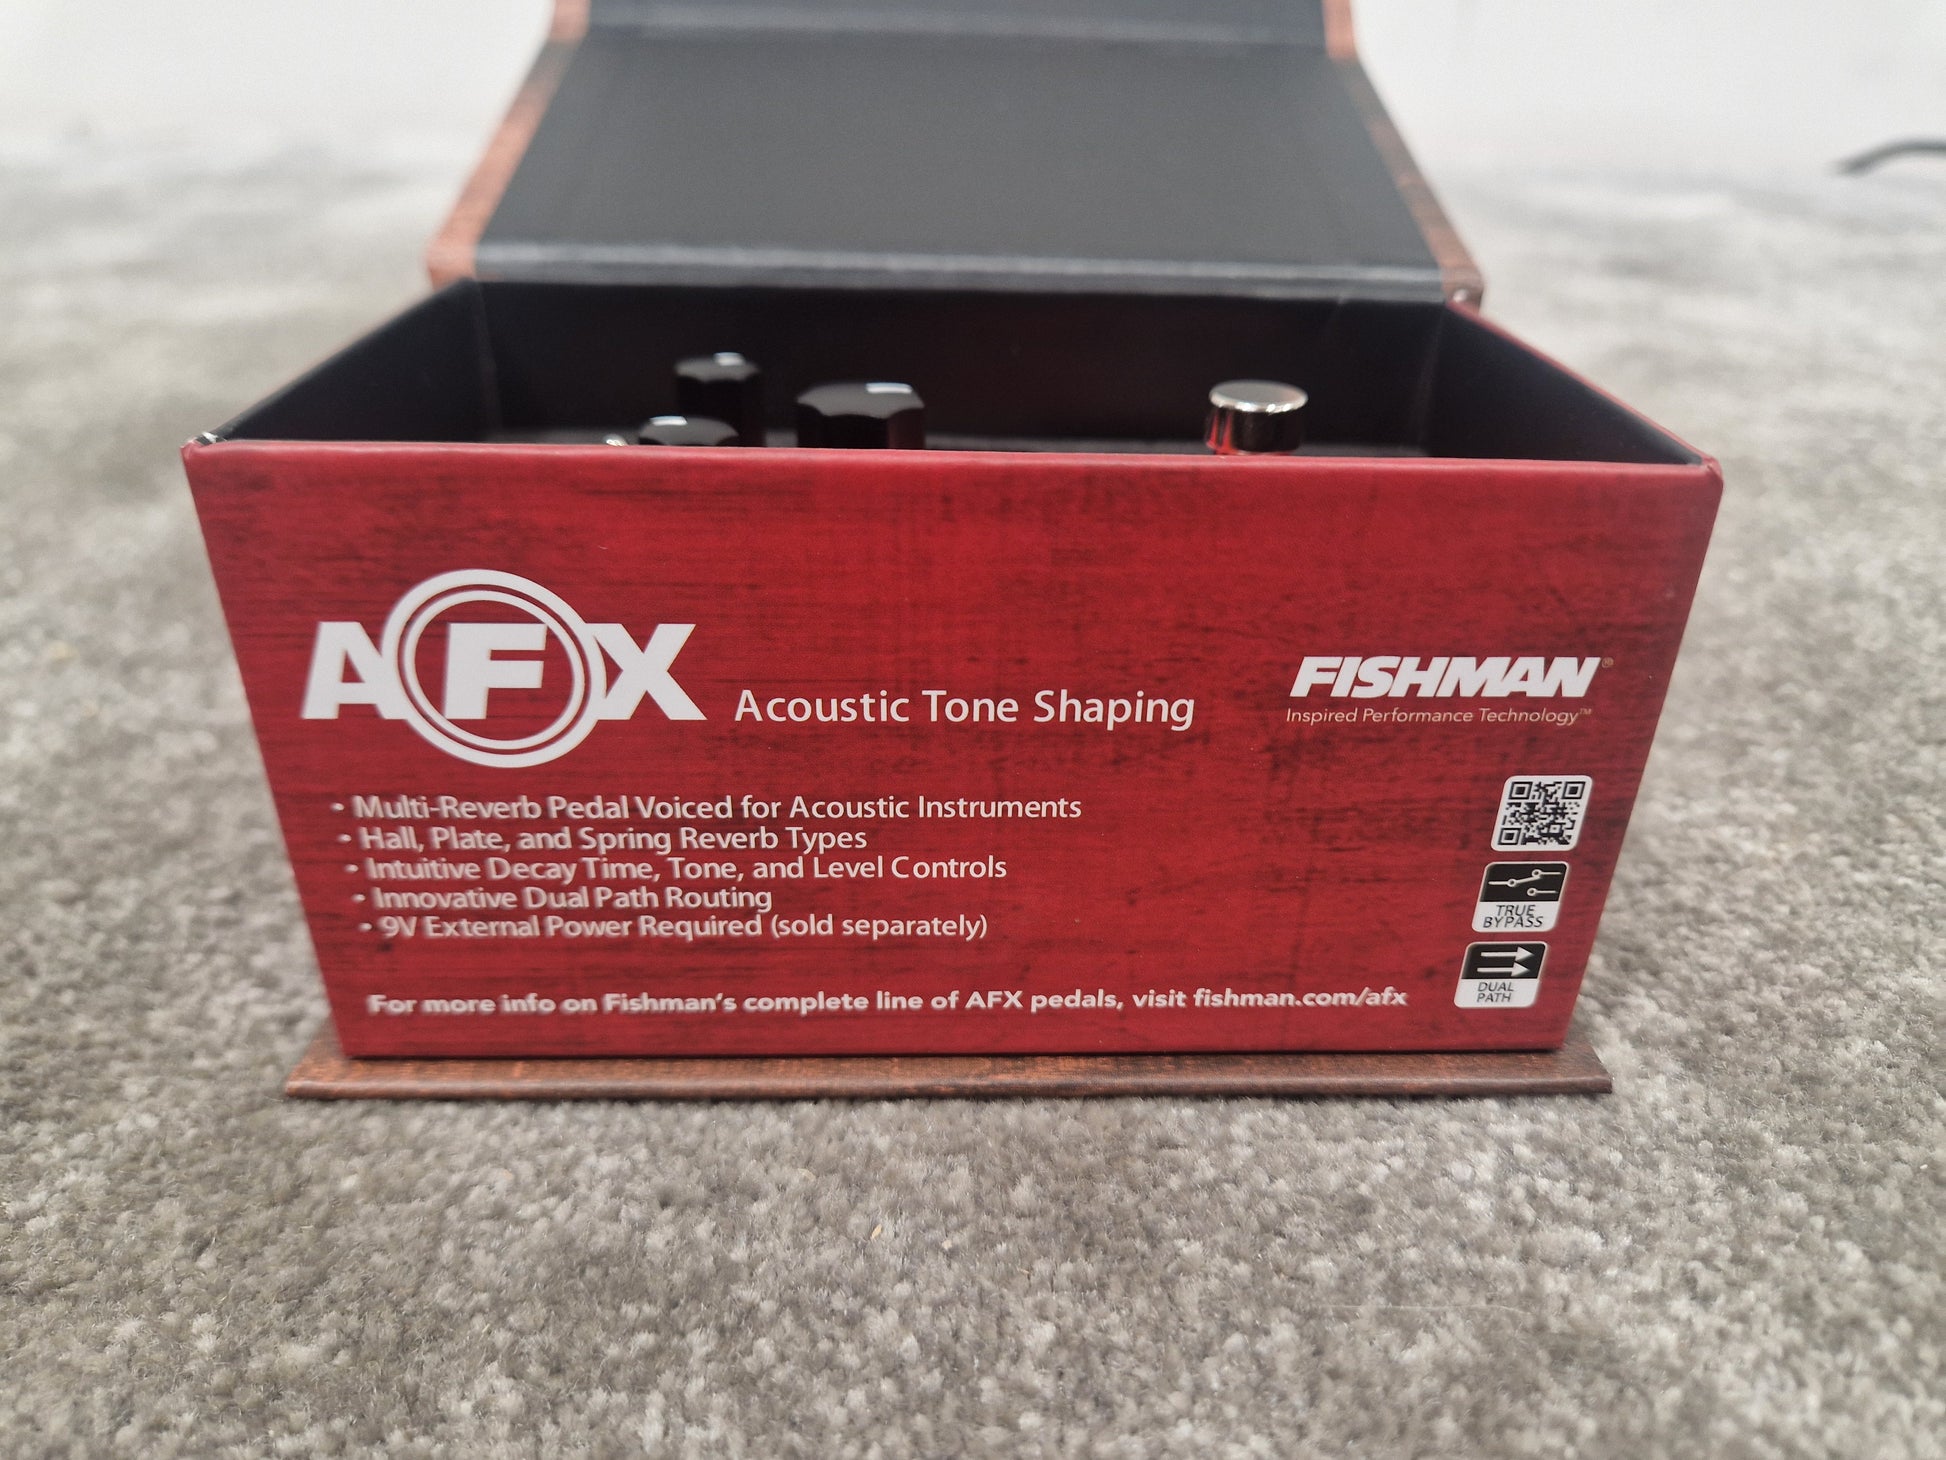 AFX Acoustic Tone Shaping
FISHMAN®
Inspired Performance Technology™
• Multi-Reverb Pedal Voiced for Acoustic Instruments
• Hall, Plate, and Spring Reverb Types
• Intuitive Decay Time, Tone, and Level Controls
• Innovative Dual Path Routing
• 9V External Power Required (sold separately)
For more info on Fishman's complete line of AFX pedals, visit fishman.com/afx
TRUE
BYPASS
DUAL
PATH